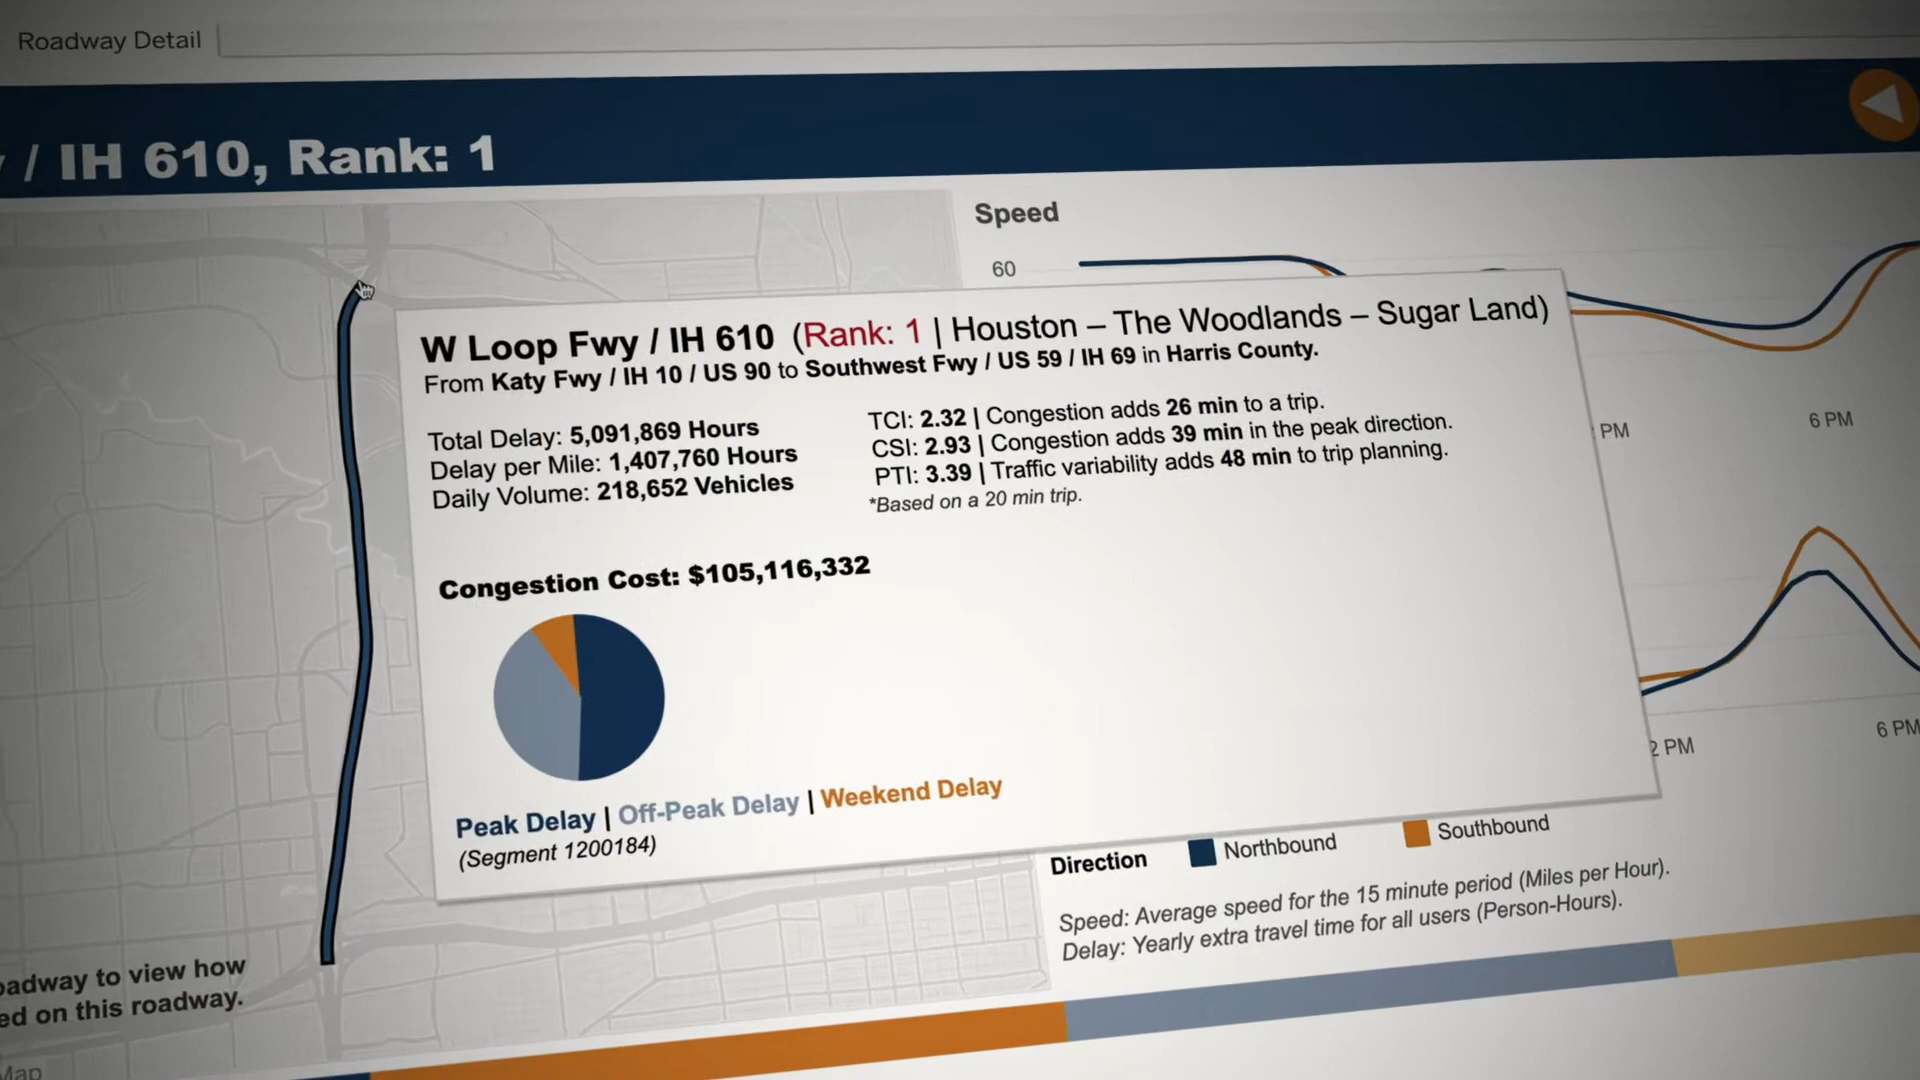 Roadway Detail
/ IH 610, Rank: 1
Speed
60
W Loop Fwy / IH 610 (Rank: 1 | Houston – The Woodlands – Sugar Land)
From Katy Fwy / IH 10 / US 90 to Southwest Fwy / US 59 / IH 69 in Harris County.
Total Delay: 5,091,869 Hours
Delay per Mile: 1,407,760 Hours
Daily Volume: 218,652 Vehicles
TCI: 2.32 | Congestion adds 26 min to a trip.
CSI: 2.93 | Congestion adds 39 min in the peak direction.
PTI: 3.39 | Traffic variability adds 48 min to trip planning.
*Based on a 20 min trip.
PM
6 PM
Congestion Cost: $105,116,332
2 PM
6 PM
Peak Delay | Off-Peak Delay | Weekend Delay
(Segment 1200184)
Direction
Northbound
Southbound
Speed: Average speed for the 15 minute period (Miles per Hour).
Delay: Yearly extra travel time for all users (Person-Hours).
oadway to view how
ed on this roadway.
Map